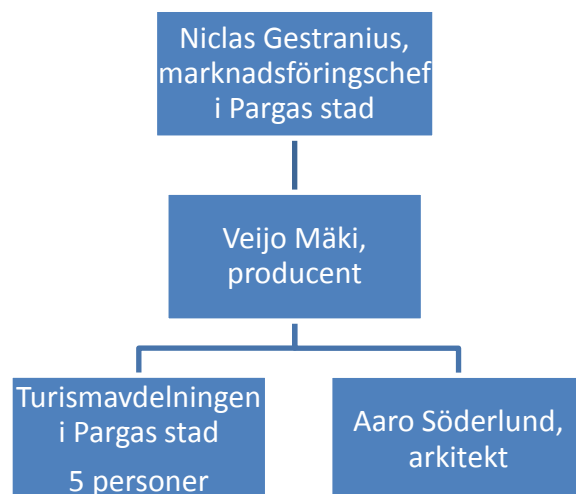 Niclas Gestranius,
marknadsföringschef
i Pargas stad
Veijo Mäki,
producent
Turismavdelningen
i Pargas stad
5 personer
Aaro Söderlund,
arkitekt